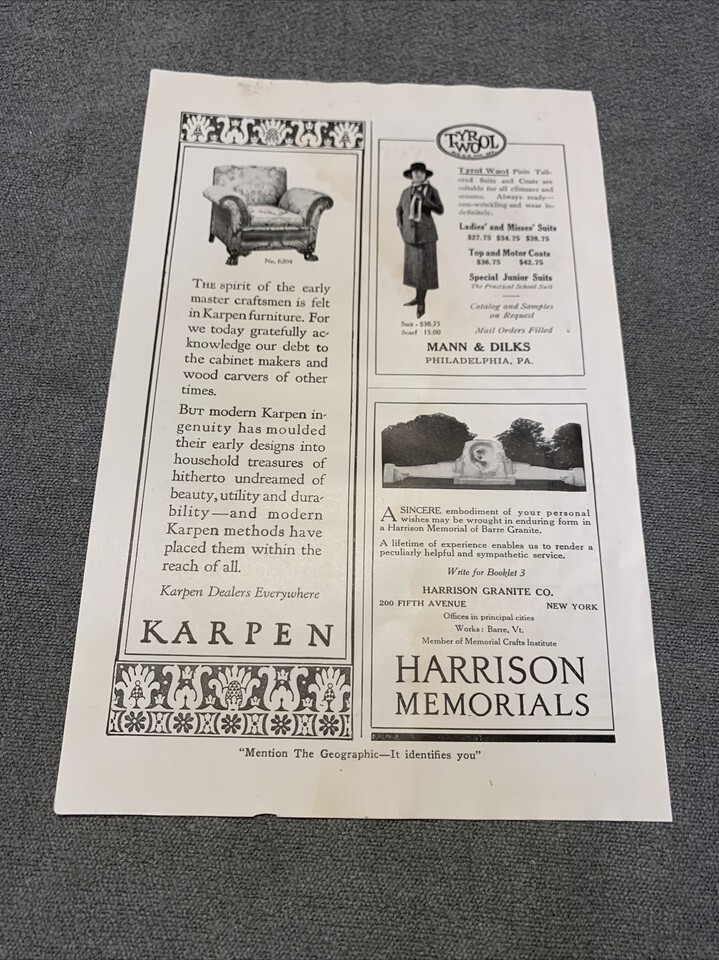 No. 6204
THE spirit of the early
master craftsmen is felt
in Karpen furniture. For
we today gratefully ac-
knowledge our debt to
the cabinet makers and
wood carvers of other
times.
BUT modern Karpen in-
genuity has moulded
their early designs into
household treasures of
hitherto undreamed of
beauty, utility and dura-
bility—and modern
Karpen methods have
placed them within the
reach of all.
Karpen Dealers Everywhere
KARPEN
TYROL
WOOL
Tyrol Wool Plain Tail-
ored Suits and Coats are
suitable for all climates and
seasons. Always ready—
non-wrinkling and wear in-
definitely.
Ladies' and Misses' Suits
$27.75 $34.75 $38.75
Top and Motor Coats
$36.75 $42.75
Special Junior Suits
The Practical School Suit
Catalog and Samples
on Request
Mail Orders Filled
Suit - $38.75
Scarf 15.00
MANN & DILKS
PHILADELPHIA, PA.
A SINCERE embodiment of your personal
wishes may be wrought in enduring form in
a Harrison Memorial of Barre Granite.
A lifetime of experience enables us to render a
peculiarly helpful and sympathetic service.
Write for Booklet 3
HARRISON GRANITE CO.
200 FIFTH AVENUE NEW YORK
Offices in principal cities
Works: Barre, Vt.
Member of Memorial Crafts Institute
HARRISON
MEMORIALS
"Mention The Geographic—It identifies you"